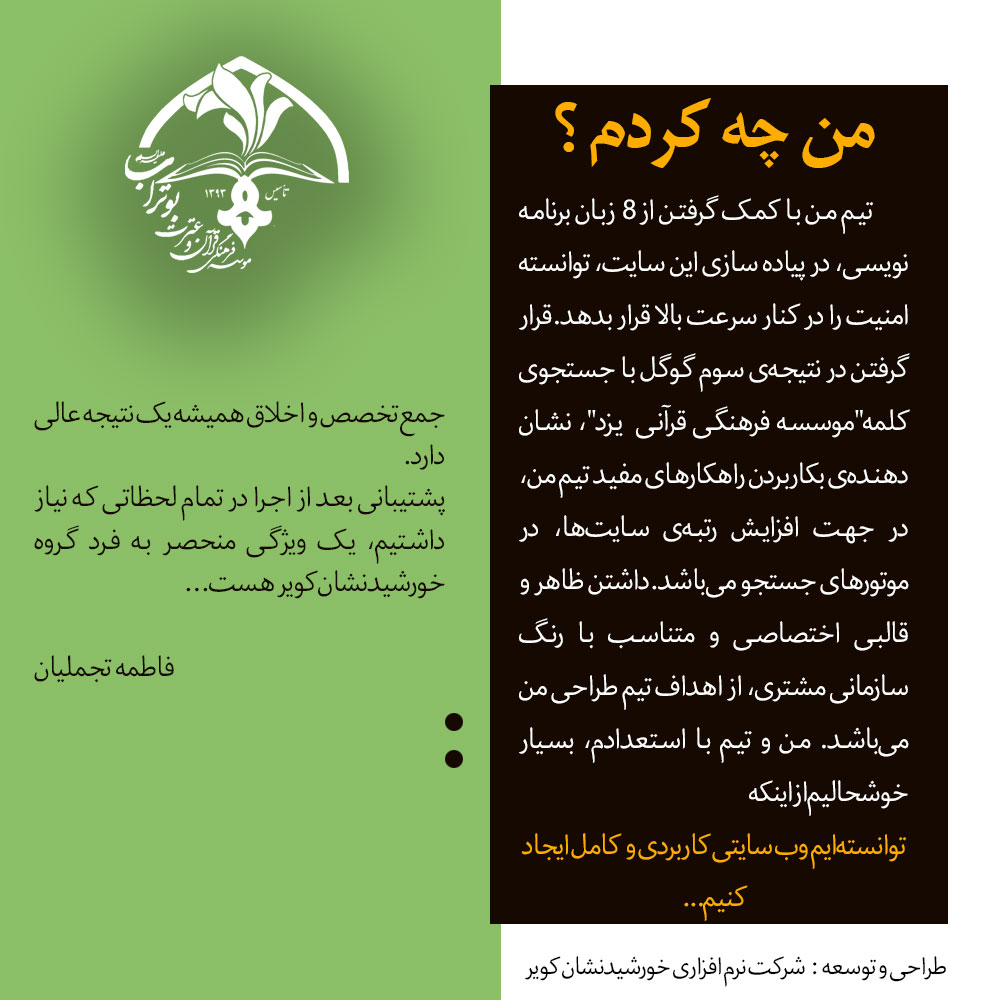 من چه کردم ؟
تیم من با کمک گرفتن از 8 زبان برنامه
نویسی، در پیاده سازی این سایت، توانسته
امنیت را در کنار سرعت بالا قرار بدهد.قرار
گرفتن در نتیجه‌ی سوم گوگل با جستجوی
کلمه"موسسه فرهنگی قرآنی یزد"، نشان
دهنده‌ی بکاربردن راهکارهای مفید تیم من،
در جهت افزایش رتبه‌ی سایت‌ها، در
موتورهای جستجو می‌باشد.داشتن ظاهر و
قالبی اختصاصی و متناسب با رنگ
سازمانی مشتری، از اهداف تیم طراحی من
می‌باشد. من و تیم با استعدادم، بسیار
خوشحالیم‌از‌اینکه
توانسته‌ایم‌وب‌سایتی‌کاربردی‌و‌ کامل‌ایجاد
کنیم...
طراحی و توسعه : شرکت نرم افزاری خورشیدنشان کویر
موسسه فرهنگی قرآن و عترت
بوتراب علیه السلام
تأسیس ۱۳۹۳
جمع تخصص و اخلاق همیشه یک نتیجه عالی
دارد.
پشتیبانی بعد از اجرا در تمام لحظاتی که نیاز
داشتیم، یک ویژگی منحصر به فرد گروه
خورشیدنشان کویر هست...
فاطمه تجملیان